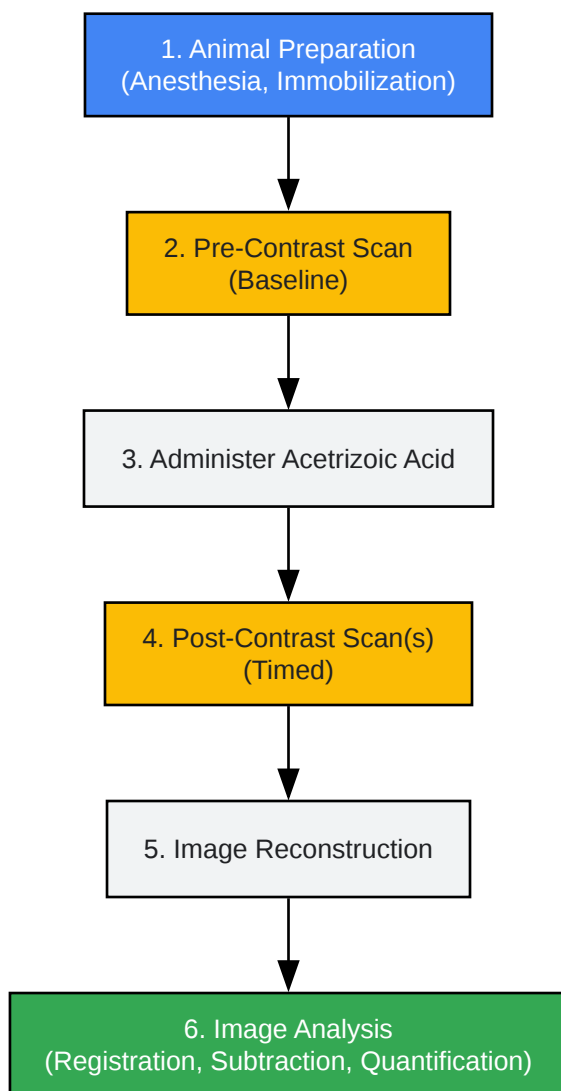 1. Animal Preparation
(Anesthesia, Immobilization)
2. Pre-Contrast Scan
(Baseline)
3. Administer Acetrizoic Acid
4. Post-Contrast Scan(s)
(Timed)
5. Image Reconstruction
6. Image Analysis
(Registration, Subtraction, Quantification)